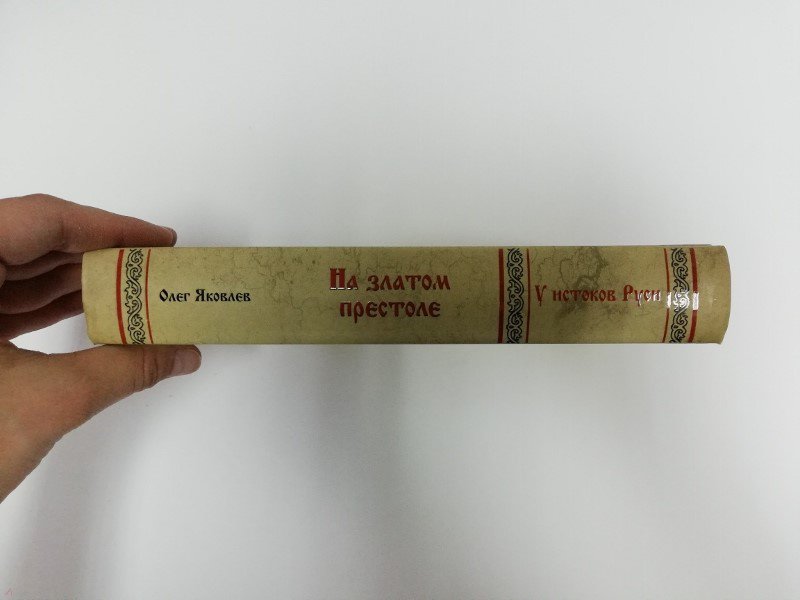 Олег Яковлев
На златом
престоле
У истоков Руси